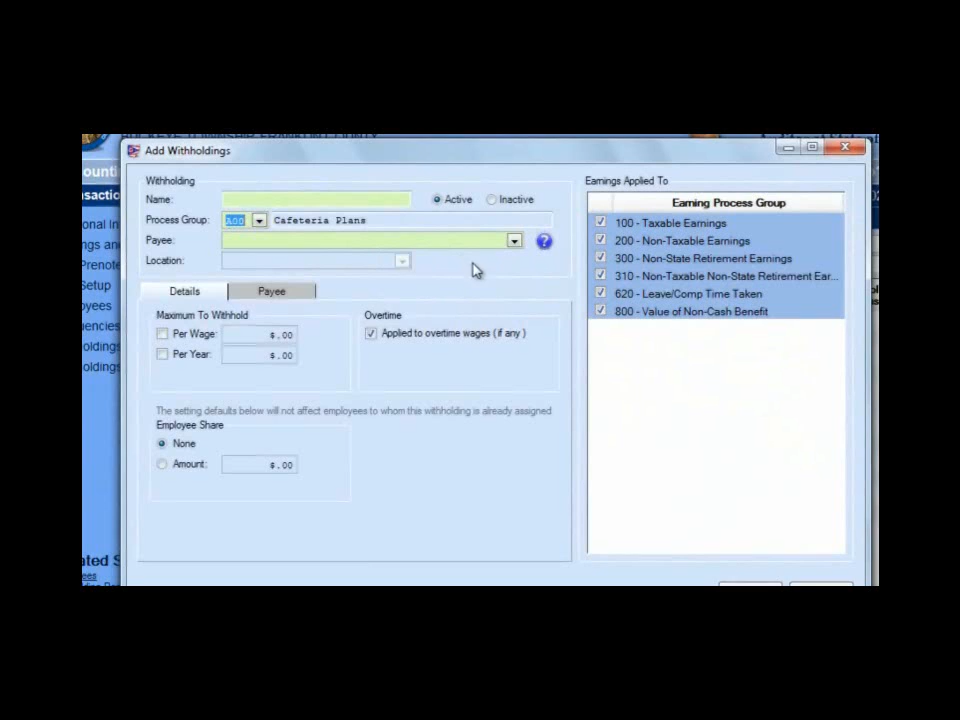 Add Withholdings
Withholding
Name:
Active
Inactive
Process Group:
A00
Cafeteria Plans
Payee:
?
Location:
Details
Payee
Maximum To Withhold
Per Wage:
$.00
Per Year:
$.00
Overtime
Applied to overtime wages ( if any )
The setting defaults below will not affect employees to whom this withholding is already assigned
Employee Share
None
Amount:
$.00
Earnings Applied To
Earning Process Group
100 - Taxable Earnings
200 - Non-Taxable Earnings
300 - Non-State Retirement Earnings
310 - Non-Taxable Non-State Retirement Ear...
620 - Leave/Comp Time Taken
800 - Value of Non-Cash Benefit